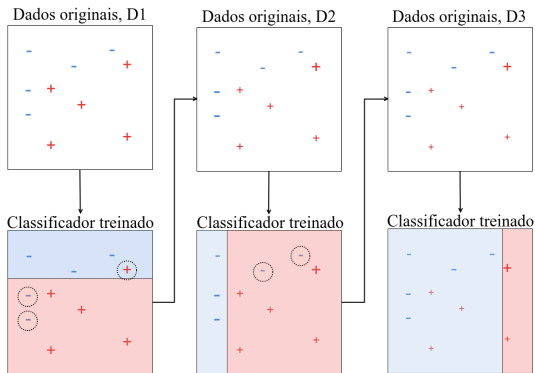 Dados originais, D1
Dados originais, D2
Dados originais, D3
Classificador treinado
Classificador treinado
Classificador treinado